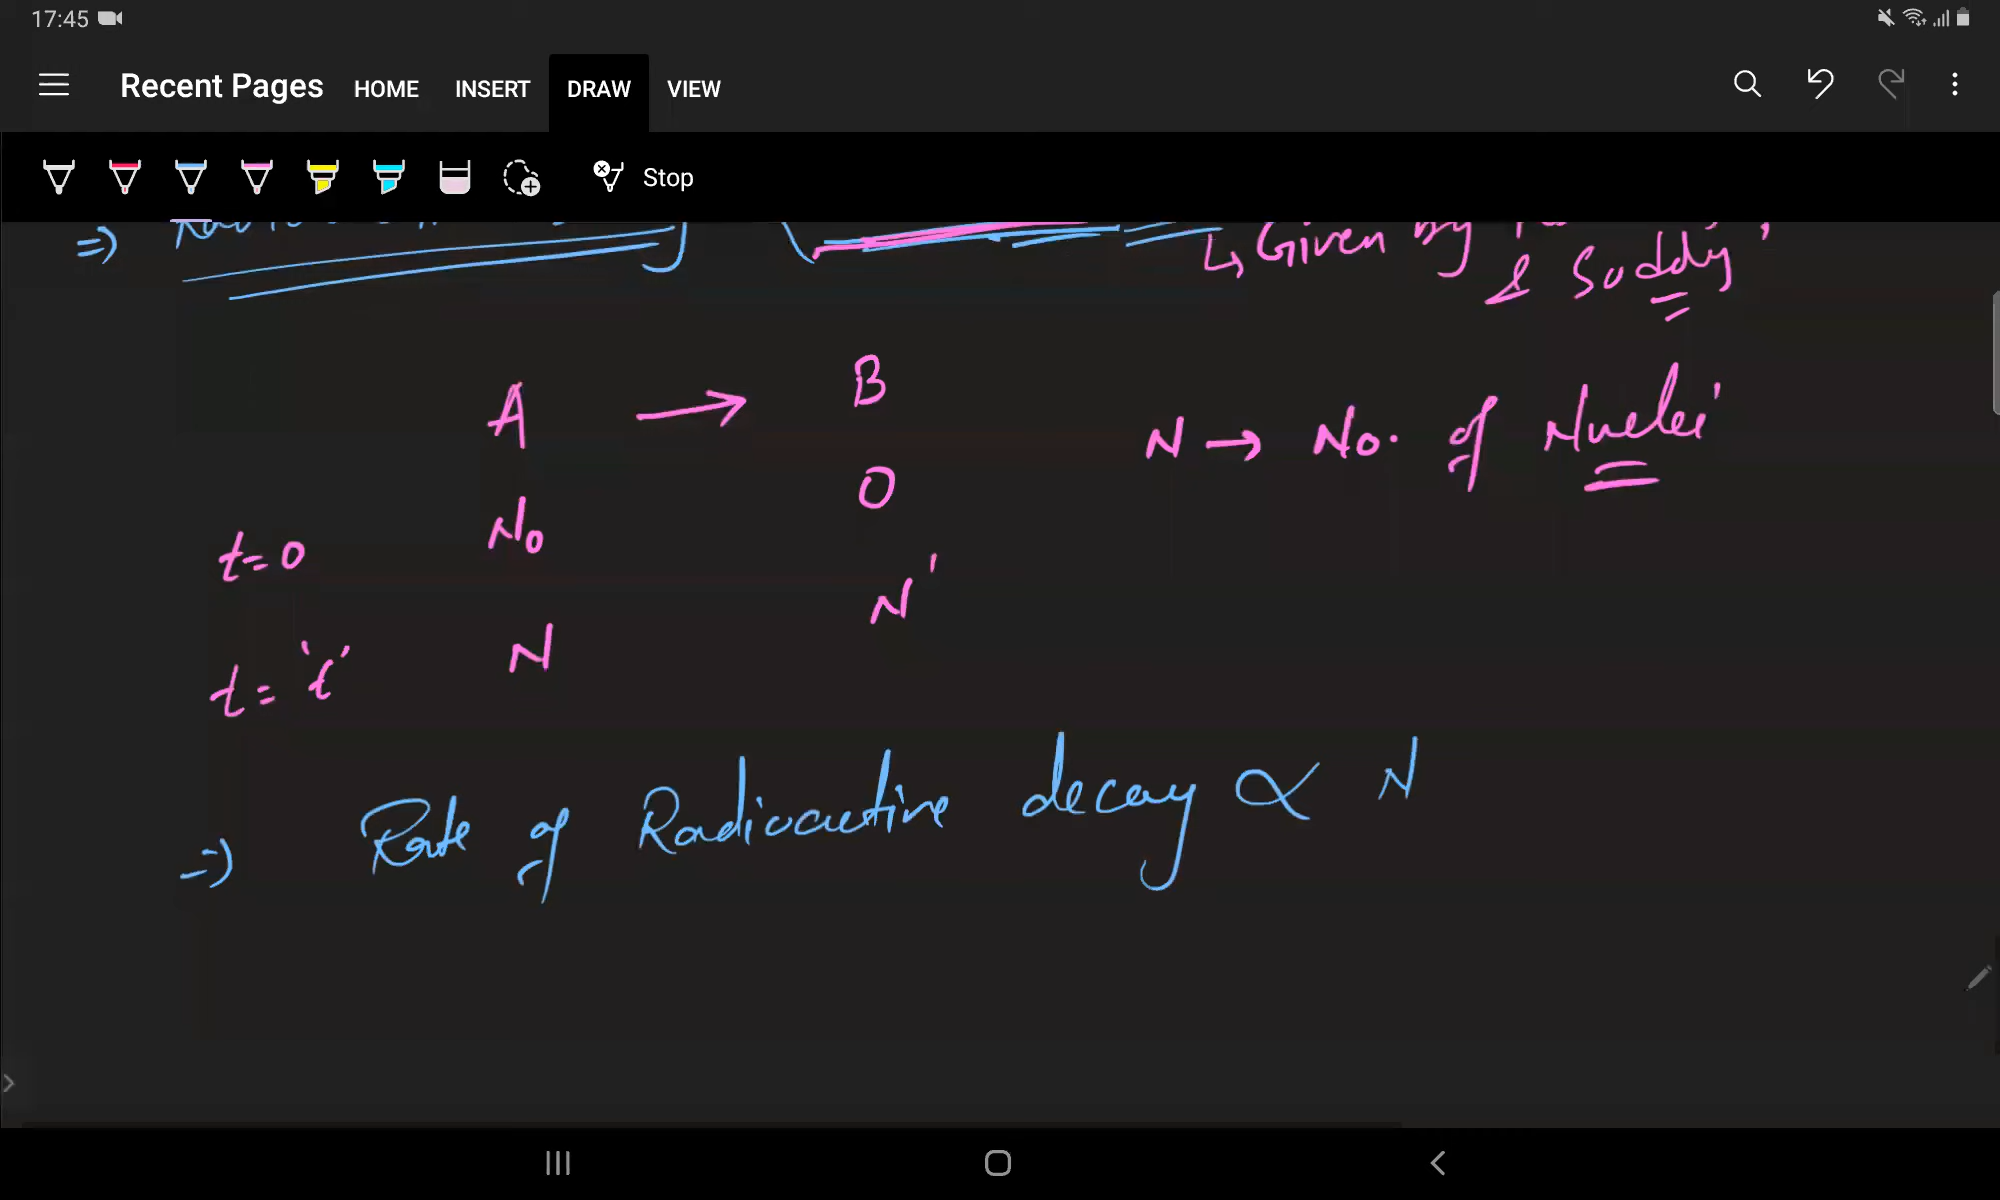 17:45
Recent Pages HOME INSERT DRAW VIEW
Stop
=>
↳ Given by
& Soddy'
A → B
N → No. of Nuclei'
t=0 N₀ 0
t='t' N N'
=) Rate of Radioactive decay ∝ N